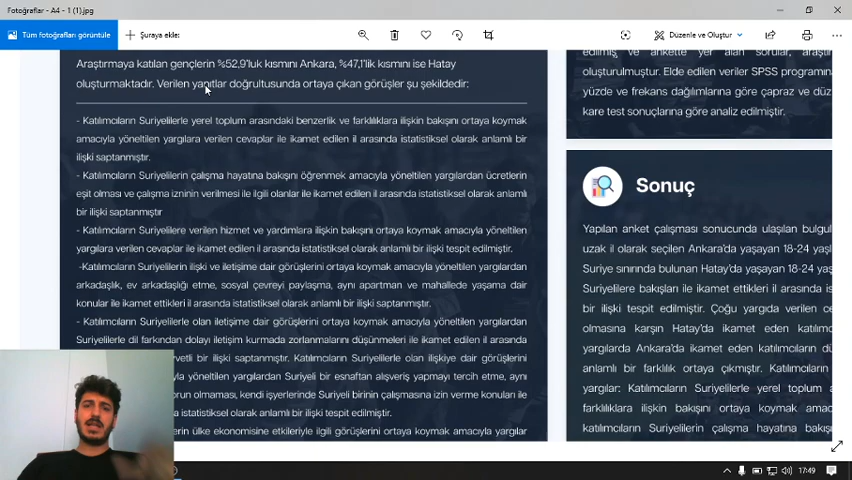 Fotoğraflar - A4 - 1 (1).jpg
Tüm fotoğrafları görüntüle
Şuraya ekle:
Düzenle ve Oluştur
Araştırmaya katılan gençlerin %52,9'luk kısmını Ankara, %47,1'lik kısmını ise Hatay
oluşturmaktadır. Verilen yanıtlar doğrultusunda ortaya çıkan görüşler şu şekildedir:
- Katılımcıların Suriyelilerle yerel toplum arasındaki benzerlik ve farklılıklara ilişkin bakışını ortaya koymak
amacıyla yöneltilen yargılara verilen cevaplar ile ikamet edilen il arasında istatistiksel olarak anlamlı bir
ilişki saptanmıştır.
- Katılımcıların Suriyelilerin çalışma hayatına bakışını öğrenmek amacıyla yöneltilen yargılardan ücretlerin
eşit olması ve çalışma izninin verilmesi ile ilgili olanlar ile ikamet edilen il arasında istatistiksel olarak anlamlı
bir ilişki saptanmıştır
- Katılımcıların Suriyelilere verilen hizmet ve yardımlara ilişkin bakışını ortaya koymak amacıyla yöneltilen
yargılara verilen cevaplar ile ikamet edilen il arasında istatistiksel olarak anlamlı bir ilişki tespit edilmiştir.
-Katılımcıların Suriyelilerin ilişki ve iletişime dair görüşlerini ortaya koymak amacıyla yöneltilen yargılardan
arkadaşlık, ev arkadaşlığı etme, sosyal çevreyi paylaşma, aynı apartman ve mahallede yaşama dair
konular ile ikamet ettikleri il arasında istatistiksel olarak anlamlı bir ilişki saptanmıştır.
- Katılımcıların Suriyelilerle olan iletişime dair görüşlerini ortaya koymak amacıyla yöneltilen yargılardan
Suriyelilerle dil farkından dolayı iletişim kurmada zorlanmalarını düşünmeleri ile ikamet edilen il arasında
bir ilişki saptanmıştır. Katılımcıların Suriyelilerle olan ilişkiye dair görüşlerini
yöneltilen yargılardan Suriyeli bir esnaftan alışveriş yapmayı tercih etme, aynı
olmaması, kendi işyerlerinde Suriyeli birinin çalışmasına izin verme konuları ile
istatistiksel olarak anlamlı bir ilişki tespit edilmiştir.
ülke ekonomisine etkileriyle ilgili görüşlerini ortaya koymak amacıyla yargılar
edilmiş ve ankette yer alan sorular, araştır
oluşturulmuştur. Elde edilen veriler SPSS programın
yüzde ve frekans dağılımlarına göre çapraz ve düz
kare test sonuçlarına göre analiz edilmiştir.
Sonuç
Yapılan anket çalışması sonucunda ulaşılan bulgul
uzak il olarak seçilen Ankara'da yaşayan 18-24 yaş
Suriye sınırında bulunan Hatay'da yaşayan 18-24 yaş
Suriyelilere bakışları ile ikamet ettikleri il arasında ista
bir ilişki tespit edilmiştir. Çoğu yargıda verilen ce
olmasına karşın Hatay'da ikamet eden katılımc
yargılarda Ankara'da ikamet eden katılımcıların dü
anlamlı bir farklılık ortaya çıkmıştır. Katılımcıların
yargılar: Katılımcıların Suriyelilerle yerel toplum a
farklılıklara ilişkin bakışını ortaya koymak amac
katılımcıların Suriyelilerin çalışma hayatına bakışı
17:49